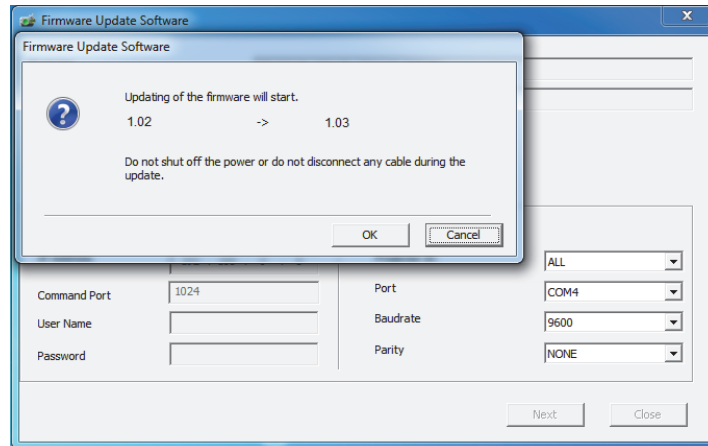 Firmware Update Software
Firmware Update Software
Updating of the firmware will start.
1.02 -> 1.03
Do not shut off the power or do not disconnect any cable during the
update.
OK Cancel
ALL
Command Port 1024 Port COM4
User Name Baudrate 9600
Password Parity NONE
Next Close